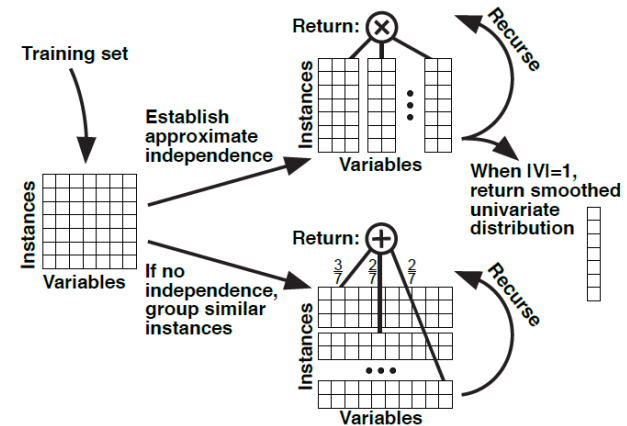 Training set
Instances
Variables
Establish
approximate
independence
If no
independence,
group similar
instances
Return: ×
Instances
Variables
Recurse
When |V|=1,
return smoothed
univariate
distribution
Return: +
3/7 2/7 2/7
Instances
Variables
Recurse